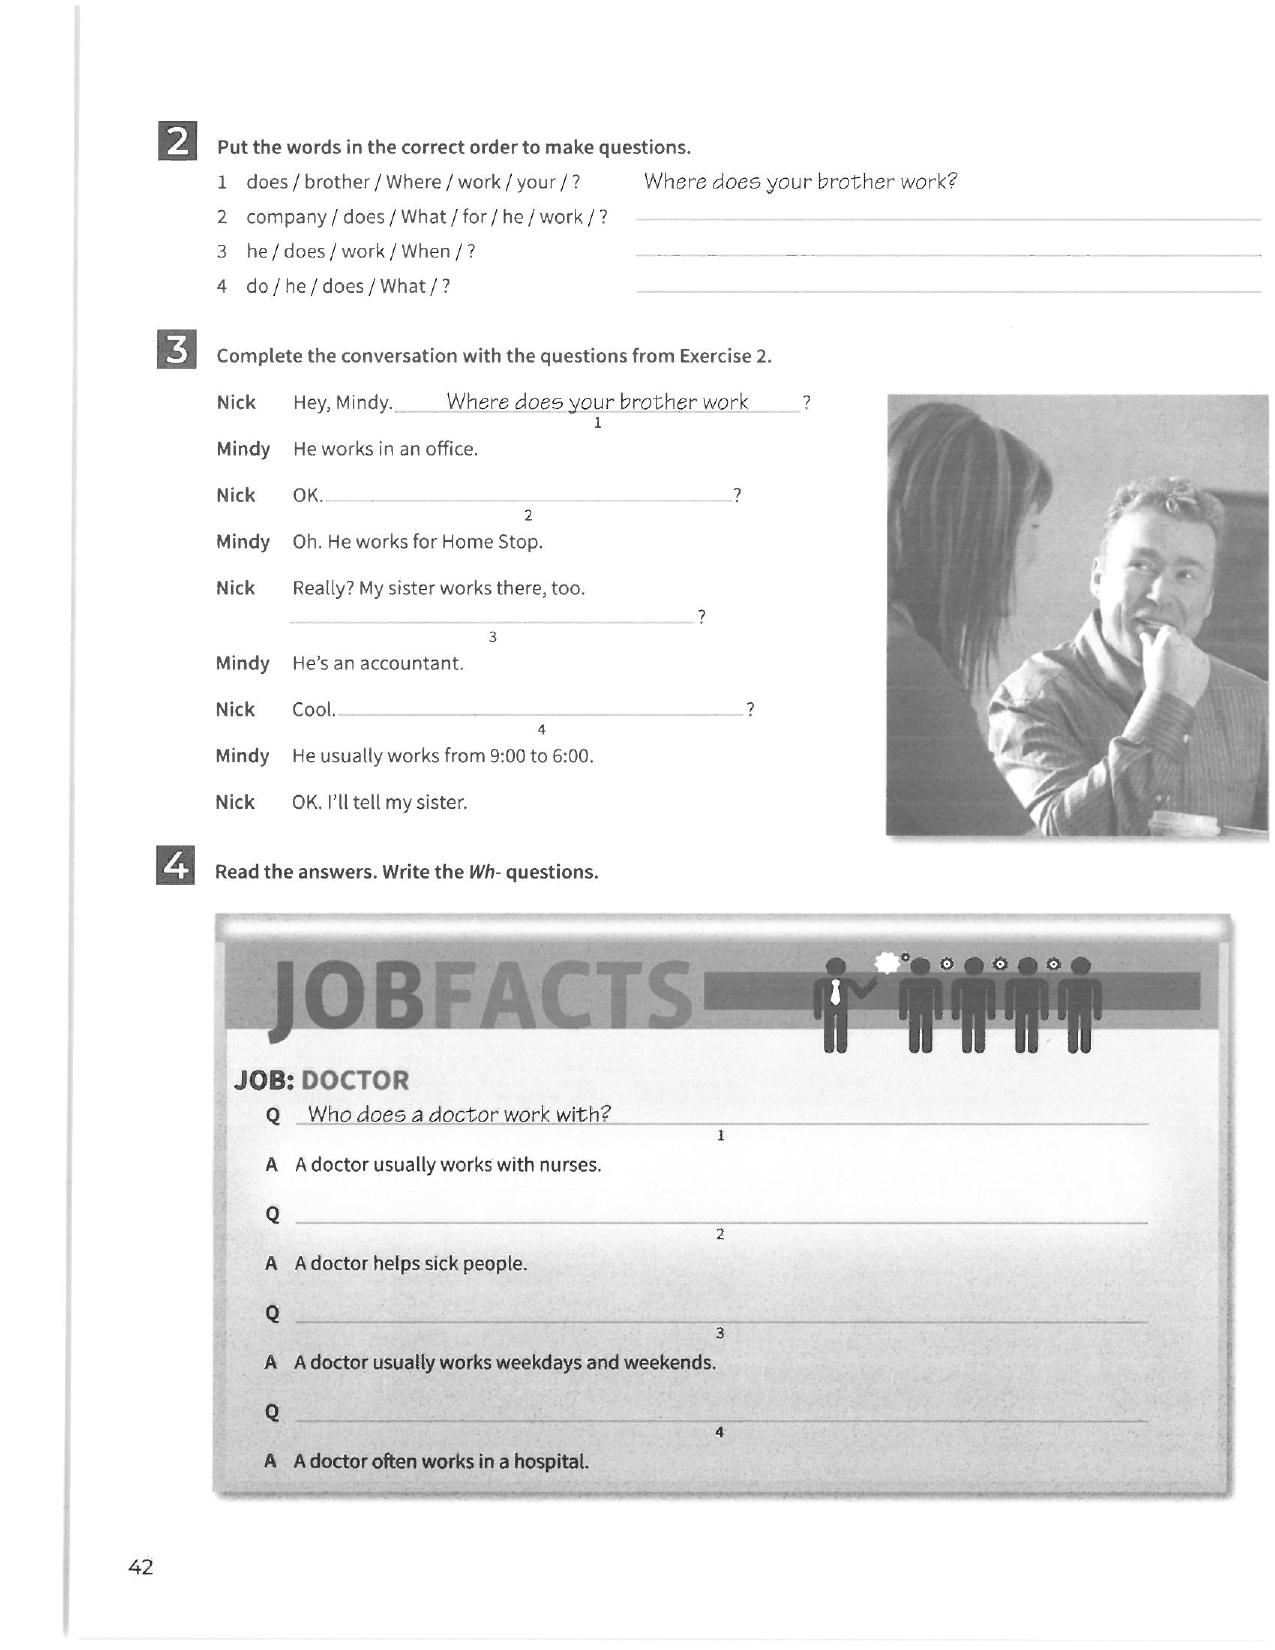 2 Put the words in the correct order to make questions.
1 does / brother / Where / work / your / ? Where does your brother work?
2 company / does / What / for / he / work / ?
3 he / does / work / When / ?
4 do / he / does / What / ?
3 Complete the conversation with the questions from Exercise 2.
Nick Hey, Mindy. Where does your brother work ?
1
Mindy He works in an office.
Nick OK. ?
2
Mindy Oh. He works for Home Stop.
Nick Really? My sister works there, too.
?
3
Mindy He's an accountant.
Nick Cool. ?
4
Mindy He usually works from 9:00 to 6:00.
Nick OK. I'll tell my sister.
4 Read the answers. Write the Wh- questions.
JOBFACTS
JOB: DOCTOR
Q Who does a doctor work with?
1
A A doctor usually works with nurses.
Q
2
A A doctor helps sick people.
Q
3
A A doctor usually works weekdays and weekends.
Q
4
A A doctor often works in a hospital.
42